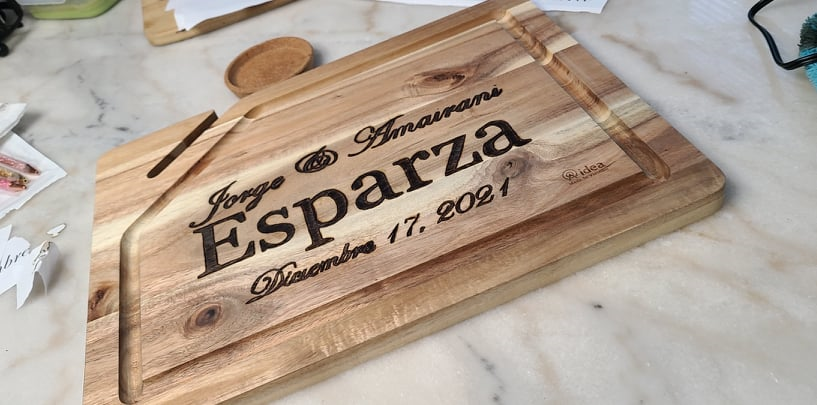 Jorge & Amairani
Esparza
Diciembre 17, 2021
idea